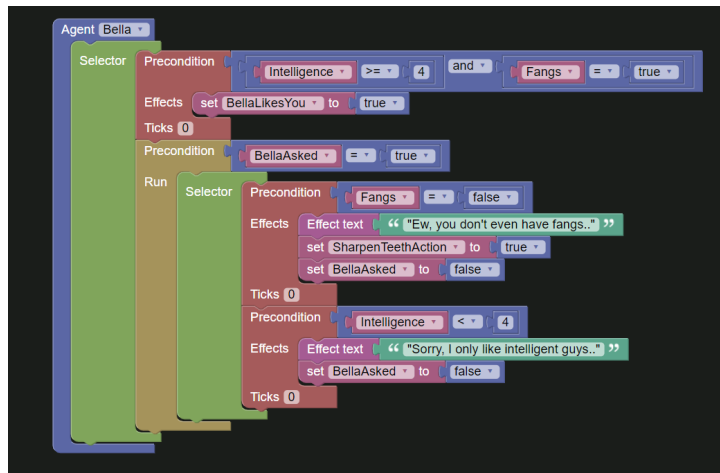 Agent Bella
Selector Precondition Intelligence >= 4 and Fangs = true
Effects set BellaLikesYou to true
Ticks 0
Precondition BellaAsked = true
Run Selector Precondition Fangs = false
Effects Effect text “ "Ew, you don't even have fangs.." ”
set SharpenTeethAction to true
set BellaAsked to false
Ticks 0
Precondition Intelligence < 4
Effects Effect text “ "Sorry, I only like intelligent guys.." ”
set BellaAsked to false
Ticks 0